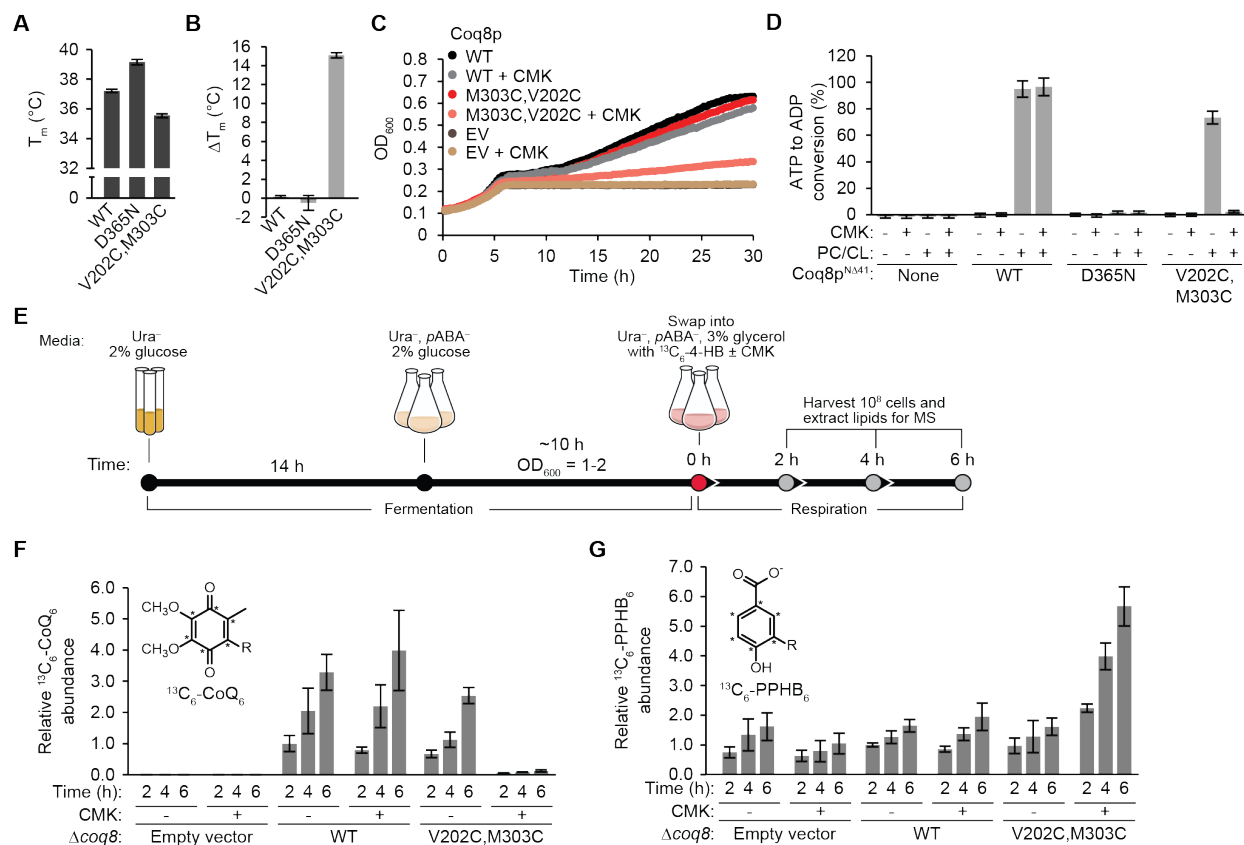 A
T_m (°C)
40
38
36
34
32
0
WT
D365N
V202C,M303C
B
ΔT_m (°C)
16
14
12
10
8
6
4
2
0
-2
WT
D365N
V202C,M303C
C
Coq8p
WT
WT + CMK
M303C,V202C
M303C,V202C + CMK
EV
EV + CMK
OD_600
0.8
0.7
0.6
0.5
0.4
0.3
0.2
0.1
0 5 10 15 20 25 30
Time (h)
D
ATP to ADP
conversion (%)
120
100
80
60
40
20
0
CMK: - + - + - + - + - + - + - + - +
PC/CL: - - + + - - + + - - + + - - + +
Coq8p^NΔ41: None WT D365N V202C,
M303C
E
Media:
Ura⁻
2% glucose
Ura⁻, pABA⁻
2% glucose
Swap into
Ura⁻, pABA⁻, 3% glycerol
with ¹³C₆-4-HB ± CMK
Harvest 10⁸ cells and
extract lipids for MS
Time:
14 h
~10 h
OD_600 = 1-2
0 h 2 h 4 h 6 h
Fermentation
Respiration
F
Relative ¹³C₆-CoQ₆
abundance
6.0
5.0
4.0
3.0
2.0
1.0
0.0
O
CH₃O
CH₃O
R
O
* * * * * *
¹³C₆-CoQ₆
Time (h): 2 4 6 2 4 6 2 4 6 2 4 6 2 4 6 2 4 6
CMK: - + - + - +
Δcoq8: Empty vector WT V202C,M303C
G
Relative ¹³C₆-PPHB₆
abundance
7.0
6.0
5.0
4.0
3.0
2.0
1.0
0.0
O O⁻
* * * * * *
R
OH
¹³C₆-PPHB₆
Time (h): 2 4 6 2 4 6 2 4 6 2 4 6 2 4 6 2 4 6
CMK: - + - + - +
Δcoq8: Empty vector WT V202C,M303C